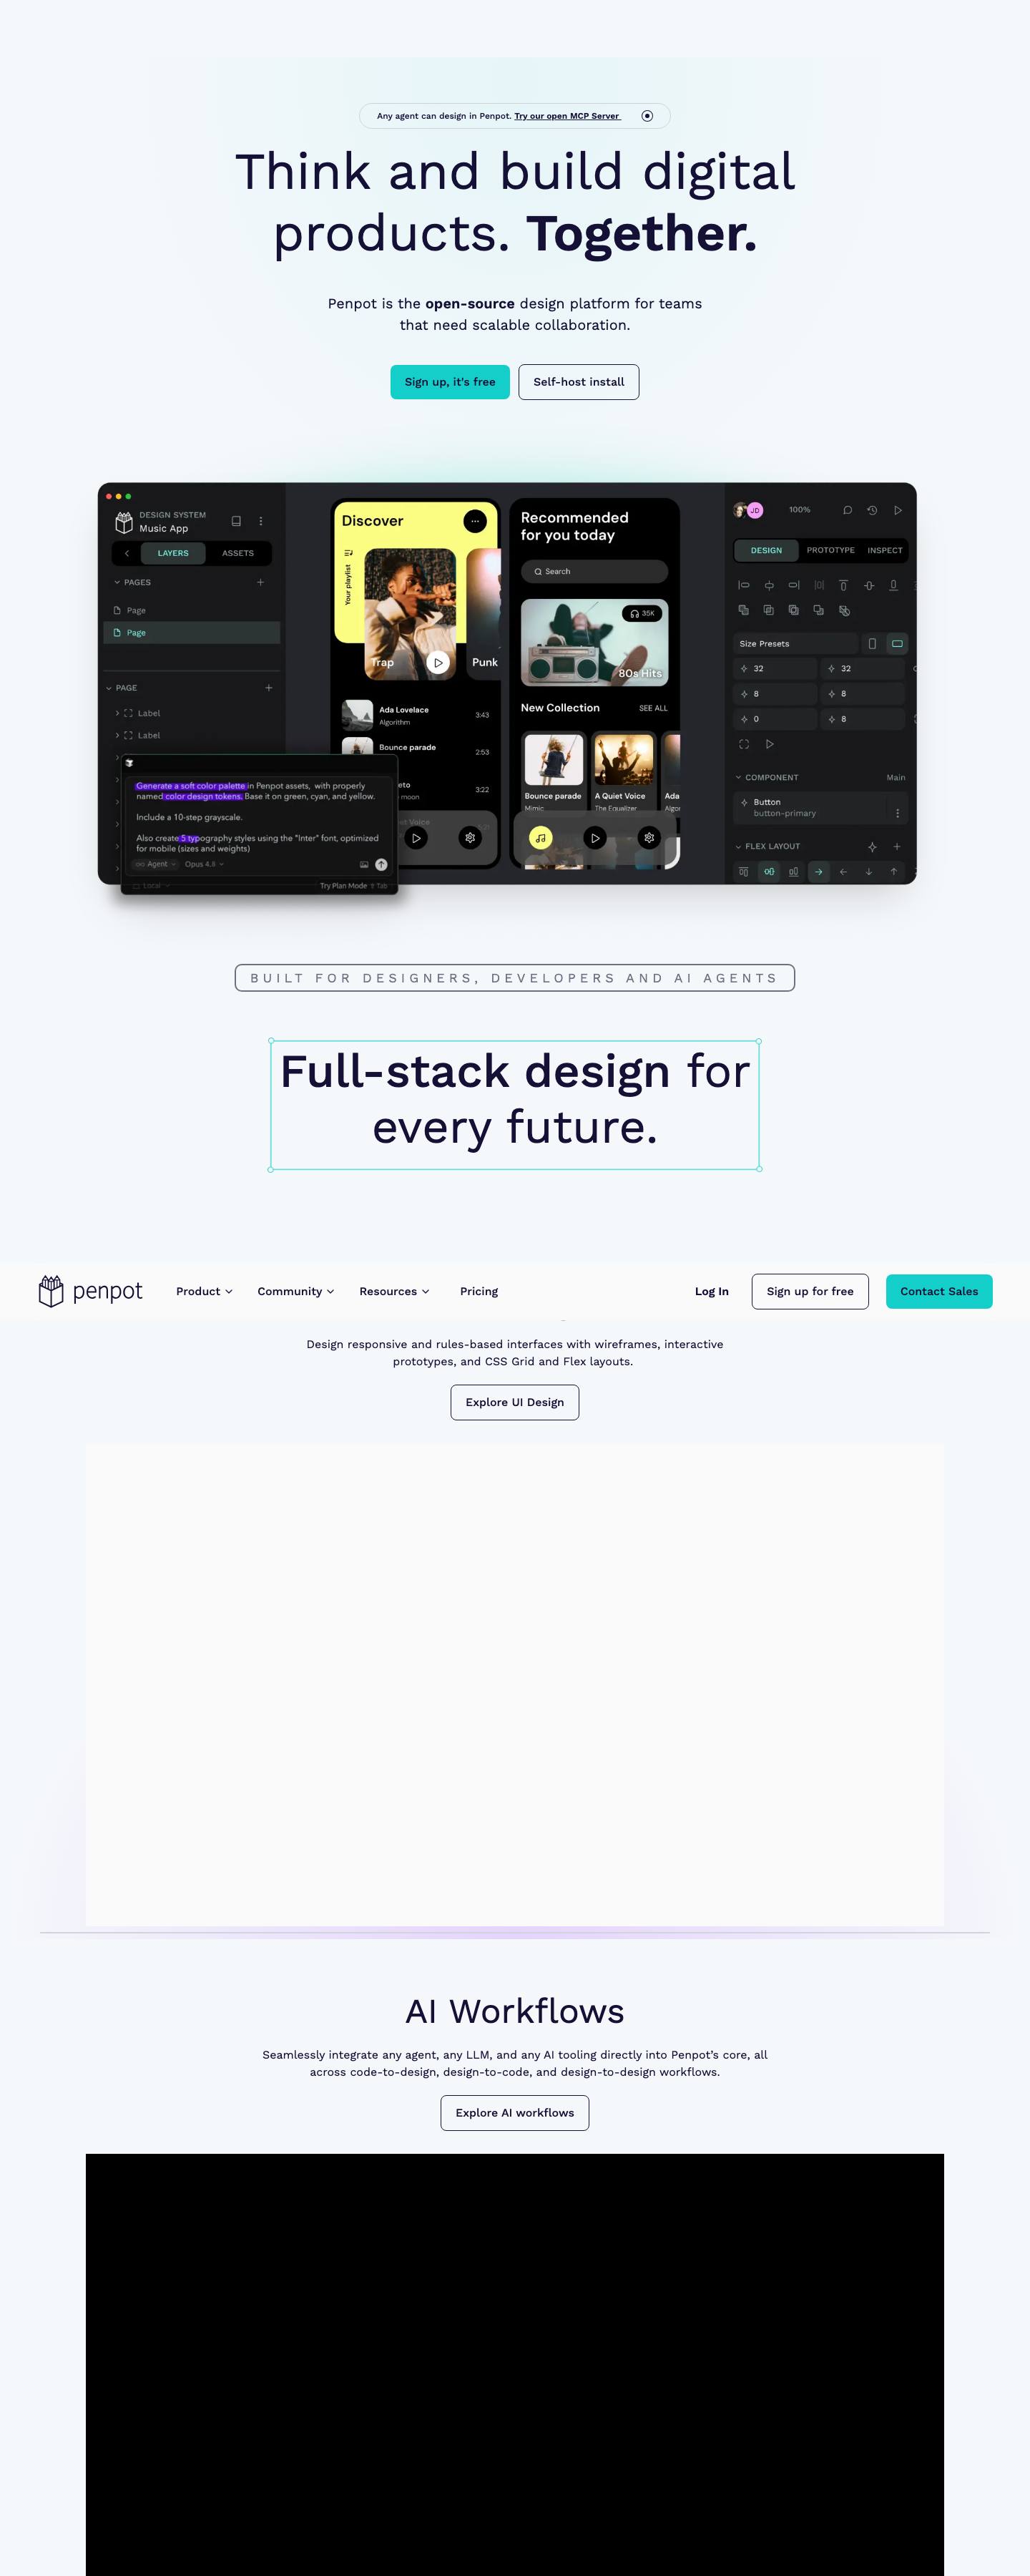 Any agent can design in Penpot. Try our open MCP Server
Think and build digital
products. Together.
Penpot is the open-source design platform for teams
that need scalable collaboration.
Sign up, it's free
Self-host install
DESIGN SYSTEM
Music App
LAYERS
ASSETS
PAGES
Page
Page
PAGE
Label
Label
Discover
Your playlist
Trap
Punk
Ada Lovelace
Algorithm
3:43
Bounce parade
2:53
moon
3:22
Recommended
for you today
Search
35K
80s Hits
New Collection
SEE ALL
Bounce parade
Mimic
A Quiet Voice
The Equalizer
Ada
JD
100%
DESIGN
PROTOTYPE
INSPECT
Size Presets
32
32
8
8
0
8
COMPONENT
Main
Button
button-primary
FLEX LAYOUT
Generate a soft color palette in Penpot assets, with properly
named color design tokens. Base it on green, cyan, and yellow.
Include a 10-step grayscale.
Also create 5 typography styles using the "Inter" font, optimized
for mobile (sizes and weights)
Agent
Opus 4.8
Local
Try Plan Mode
Tab
BUILT FOR DESIGNERS, DEVELOPERS AND AI AGENTS
Full-stack design for
every future.
penpot
Product
Community
Resources
Pricing
Log In
Sign up for free
Contact Sales
Design responsive and rules-based interfaces with wireframes, interactive
prototypes, and CSS Grid and Flex layouts.
Explore UI Design
AI Workflows
Seamlessly integrate any agent, any LLM, and any AI tooling directly into Penpot’s core, all
across code-to-design, design-to-code, and design-to-design workflows.
Explore AI workflows